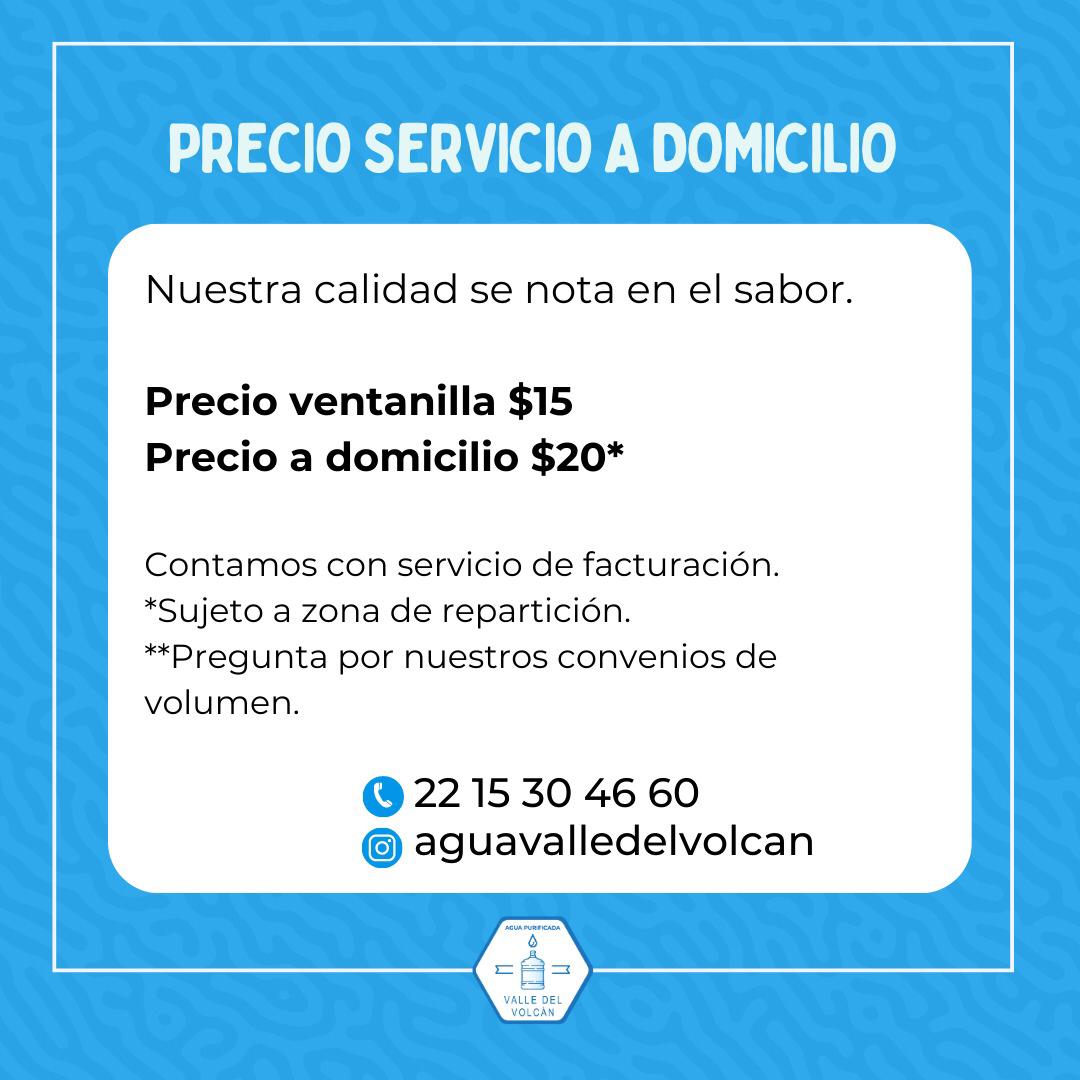 PRECIO SERVICIO A DOMICILIO
Nuestra calidad se nota en el sabor.
Precio ventanilla $15
Precio a domicilio $20*
Contamos con servicio de facturación.
*Sujeto a zona de repartición.
**Pregunta por nuestros convenios de
volumen.
22 15 30 46 60
aguavalledelvolcan
AGUA PURIFICADA
VALLE DEL
VOLCÀN